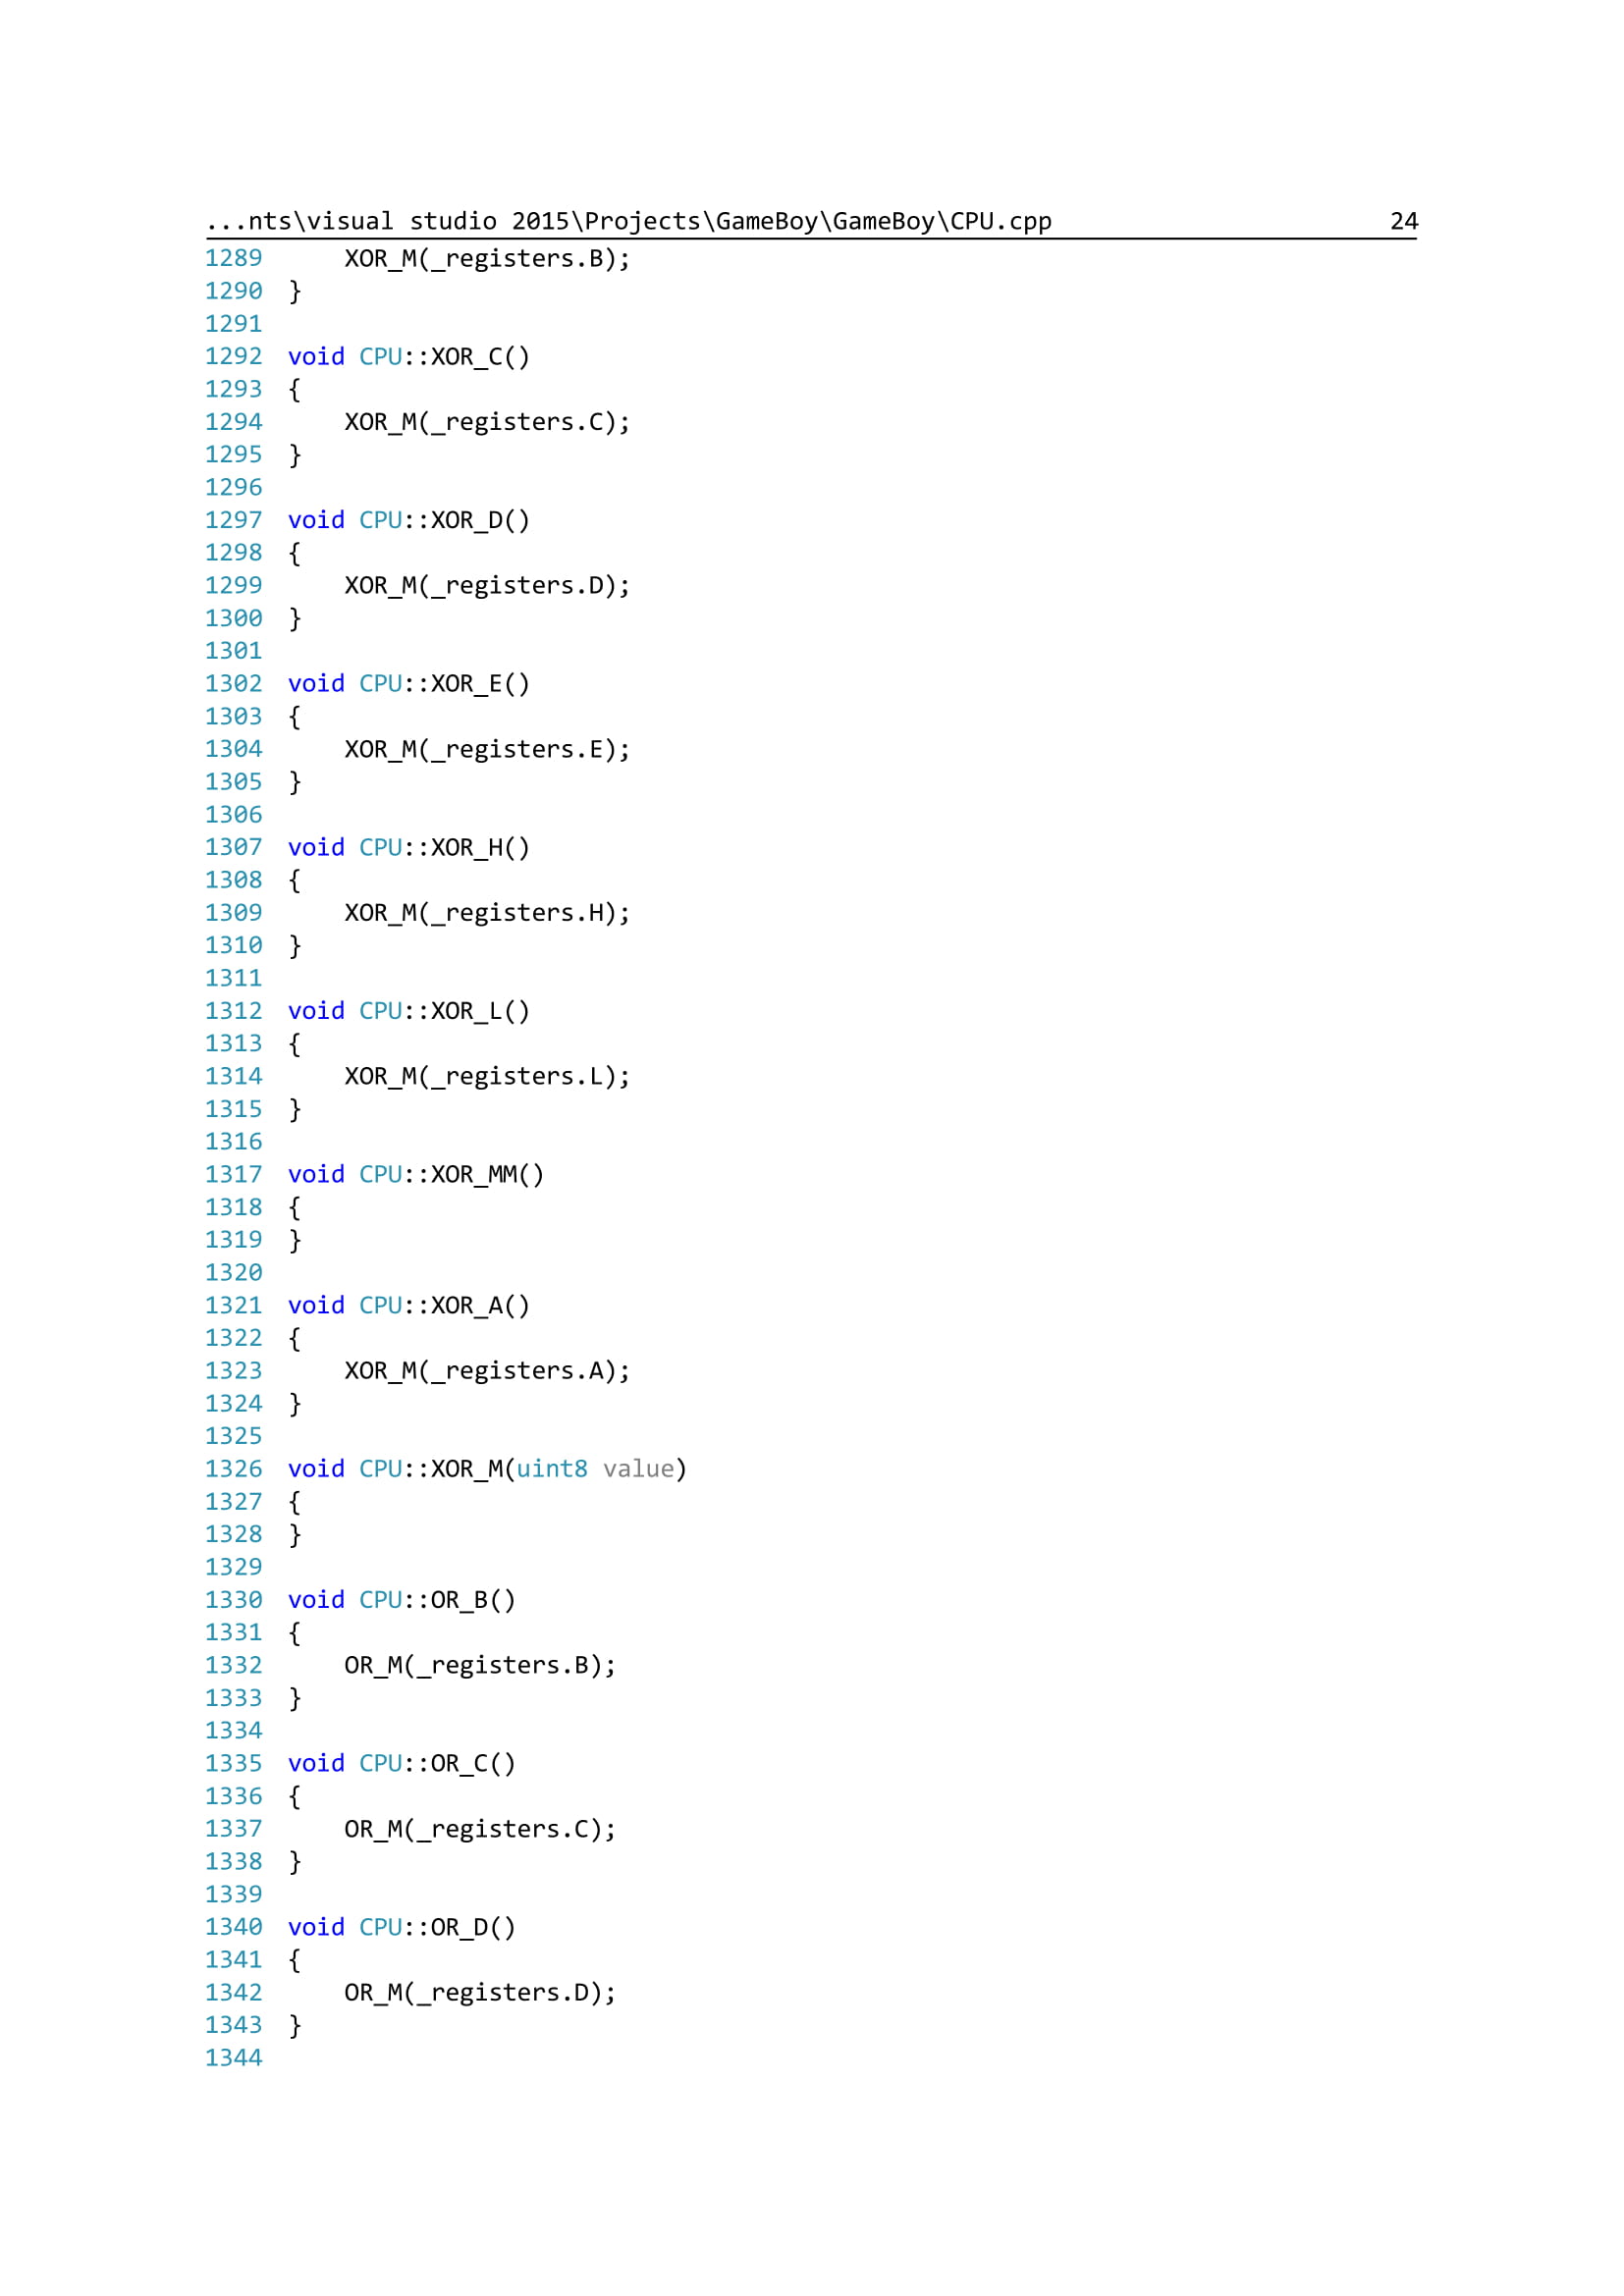 ...nts\visual studio 2015\Projects\GameBoy\GameBoy\CPU.cpp 24
1289     XOR_M(_registers.B);
1290 }
1291
1292 void CPU::XOR_C()
1293 {
1294     XOR_M(_registers.C);
1295 }
1296
1297 void CPU::XOR_D()
1298 {
1299     XOR_M(_registers.D);
1300 }
1301
1302 void CPU::XOR_E()
1303 {
1304     XOR_M(_registers.E);
1305 }
1306
1307 void CPU::XOR_H()
1308 {
1309     XOR_M(_registers.H);
1310 }
1311
1312 void CPU::XOR_L()
1313 {
1314     XOR_M(_registers.L);
1315 }
1316
1317 void CPU::XOR_MM()
1318 {
1319 }
1320
1321 void CPU::XOR_A()
1322 {
1323     XOR_M(_registers.A);
1324 }
1325
1326 void CPU::XOR_M(uint8 value)
1327 {
1328 }
1329
1330 void CPU::OR_B()
1331 {
1332     OR_M(_registers.B);
1333 }
1334
1335 void CPU::OR_C()
1336 {
1337     OR_M(_registers.C);
1338 }
1339
1340 void CPU::OR_D()
1341 {
1342     OR_M(_registers.D);
1343 }
1344